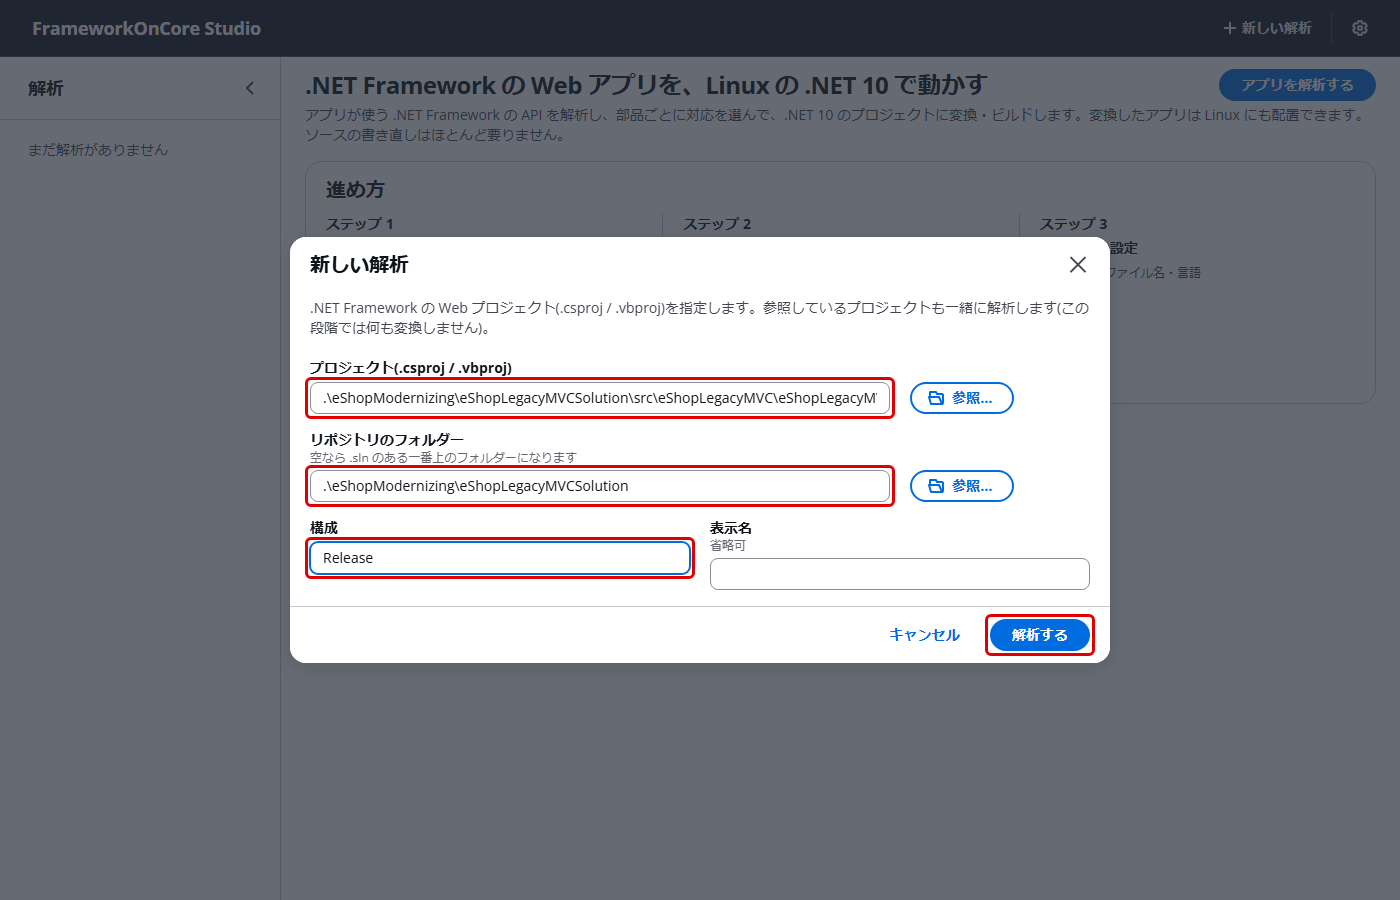 FrameworkOnCore Studio
新しい解析
解析
まだ解析がありません
.NET Framework の Web アプリを、Linux の .NET 10 で動かす
アプリを解析する
アプリが使う .NET Framework の API を解析し、部品ごとに対応を選んで、.NET 10 のプロジェクトに変換・ビルドします。変換したアプリは Linux にも配置できます。
ソースの書き直しはほとんど要りません。
進め方
ステップ 1
ステップ 2
ステップ 3
設定
ファイル名・言語
新しい解析
.NET Framework の Web プロジェクト(.csproj / .vbproj)を指定します。参照しているプロジェクトも一緒に解析します(この
段階では何も変換しません)。
プロジェクト(.csproj / .vbproj)
.\eShopModernizing\eShopLegacyMVCSolution\src\eShopLegacyMVC\eShopLegacyM
参照...
リポジトリのフォルダー
空なら .sln のある一番上のフォルダーになります
.\eShopModernizing\eShopLegacyMVCSolution
参照...
構成
Release
表示名
省略可
キャンセル
解析する